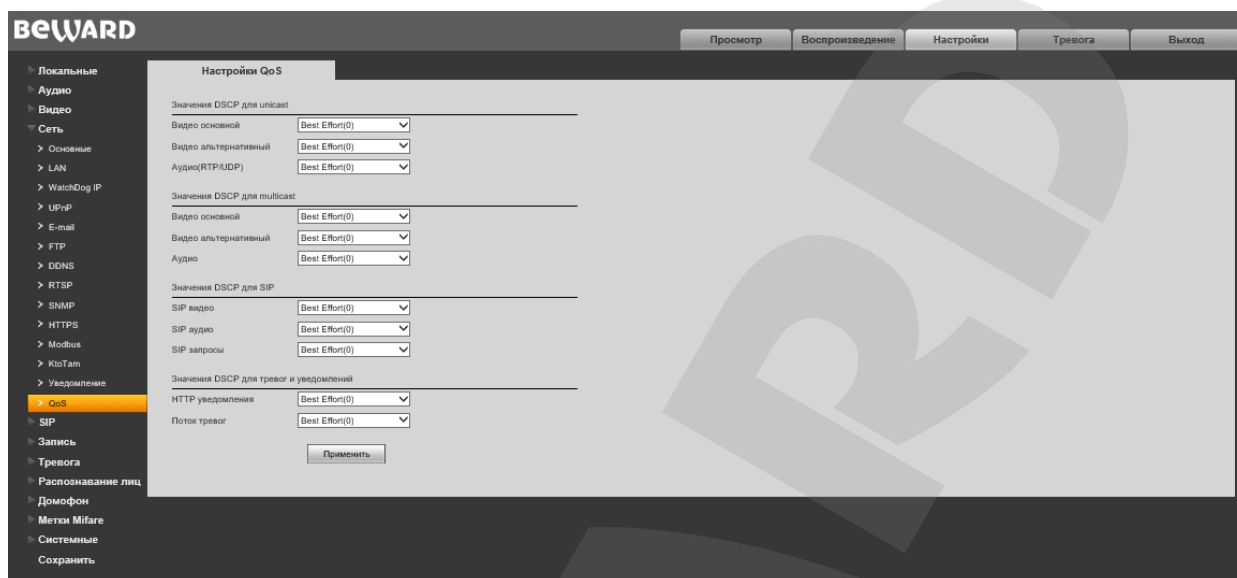 BEWARD
Просмотр
Воспроизведение
Настройки
Тревога
Выход
Локальные
Аудио
Видео
Сеть
Основные
LAN
WatchDog IP
UPnP
E-mail
FTP
DDNS
RTSP
SNMP
HTTPS
Modbus
KtoTam
Уведомление
QoS
SIP
Запись
Тревога
Распознавание лиц
Домофон
Метки Mifare
Системные
Сохранить
Настройки QoS
Значения DSCP для unicast
Видео основной Best Effort(0)
Видео альтернативный Best Effort(0)
Аудио(RTP/UDP) Best Effort(0)
Значения DSCP для multicast
Видео основной Best Effort(0)
Видео альтернативный Best Effort(0)
Аудио Best Effort(0)
Значения DSCP для SIP
SIP видео Best Effort(0)
SIP аудио Best Effort(0)
SIP запросы Best Effort(0)
Значения DSCP для тревог и уведомлений
HTTP уведомления Best Effort(0)
Поток тревог Best Effort(0)
Применить